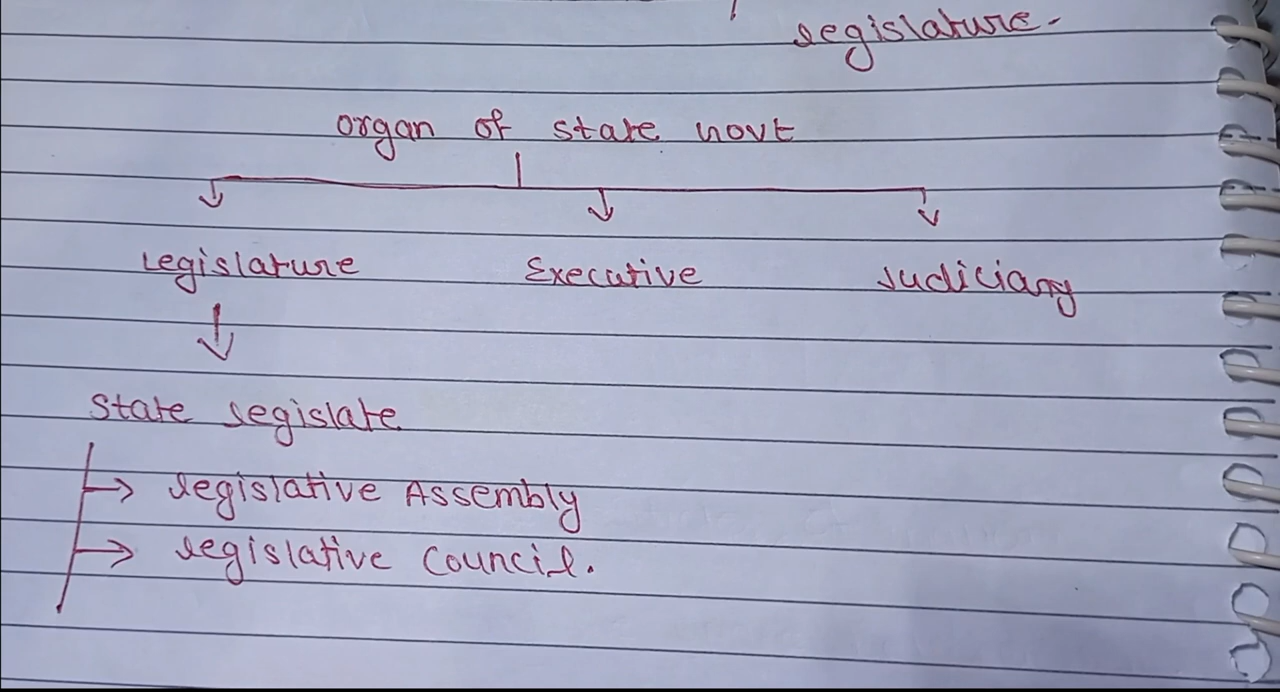 legislature.
organ of state Govt
Legislature Executive Judiciary
State legislate
legislative Assembly
legislative Council.